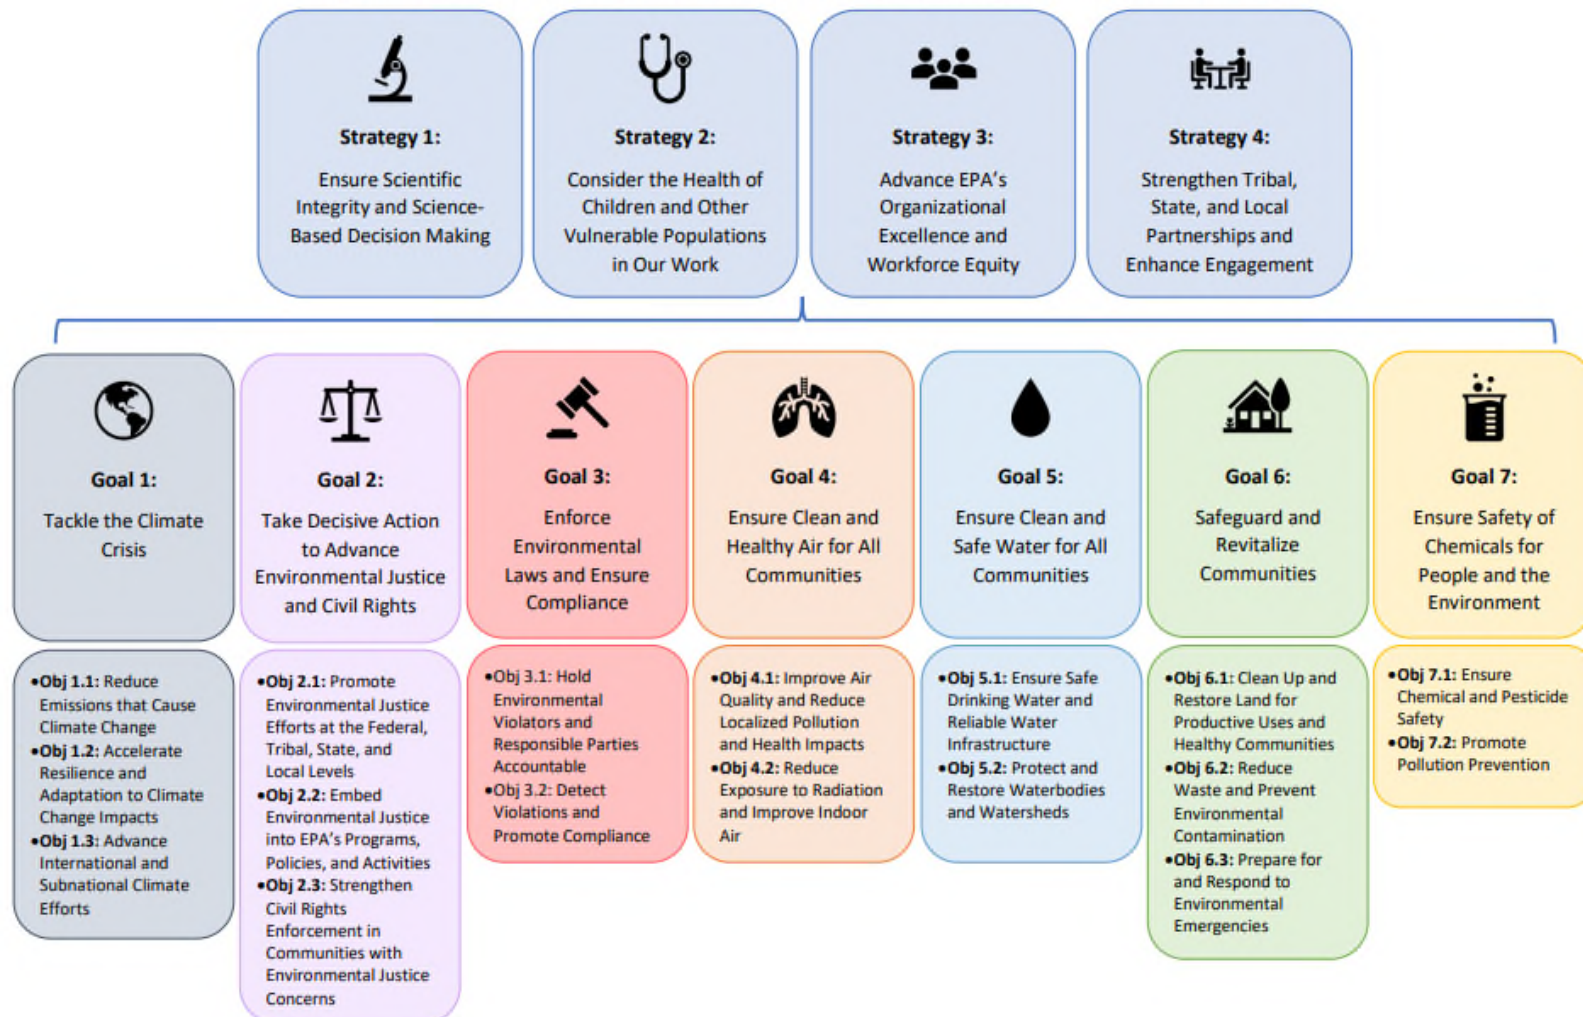 Strategy 1:
Ensure Scientific
Integrity and Science-
Based Decision Making
Strategy 2:
Consider the Health of
Children and Other
Vulnerable Populations
in Our Work
Strategy 3:
Advance EPA’s
Organizational
Excellence and
Workforce Equity
Strategy 4:
Strengthen Tribal,
State, and Local
Partnerships and
Enhance Engagement
Goal 1:
Tackle the Climate
Crisis
•Obj 1.1: Reduce
Emissions that Cause
Climate Change
•Obj 1.2: Accelerate
Resilience and
Adaptation to Climate
Change Impacts
•Obj 1.3: Advance
International and
Subnational Climate
Efforts
Goal 2:
Take Decisive Action
to Advance
Environmental Justice
and Civil Rights
•Obj 2.1: Promote
Environmental Justice
Efforts at the Federal,
Tribal, State, and
Local Levels
•Obj 2.2: Embed
Environmental Justice
into EPA’s Programs,
Policies, and Activities
•Obj 2.3: Strengthen
Civil Rights
Enforcement in
Communities with
Environmental Justice
Concerns
Goal 3:
Enforce
Environmental
Laws and Ensure
Compliance
•Obj 3.1: Hold
Environmental
Violators and
Responsible Parties
Accountable
•Obj 3.2: Detect
Violations and
Promote Compliance
Goal 4:
Ensure Clean and
Healthy Air for All
Communities
•Obj 4.1: Improve Air
Quality and Reduce
Localized Pollution
and Health Impacts
•Obj 4.2: Reduce
Exposure to Radiation
and Improve Indoor
Air
Goal 5:
Ensure Clean and
Safe Water for All
Communities
•Obj 5.1: Ensure Safe
Drinking Water and
Reliable Water
Infrastructure
•Obj 5.2: Protect and
Restore Waterbodies
and Watersheds
Goal 6:
Safeguard and
Revitalize
Communities
•Obj 6.1: Clean Up and
Restore Land for
Productive Uses and
Healthy Communities
•Obj 6.2: Reduce
Waste and Prevent
Environmental
Contamination
•Obj 6.3: Prepare for
and Respond to
Environmental
Emergencies
Goal 7:
Ensure Safety of
Chemicals for
People and the
Environment
•Obj 7.1: Ensure
Chemical and Pesticide
Safety
•Obj 7.2: Promote
Pollution Prevention